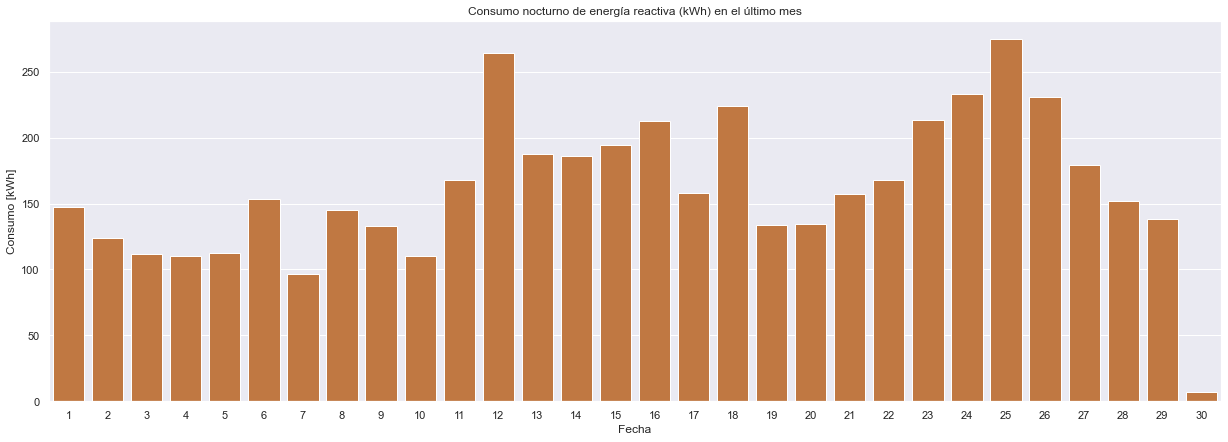 Consumo nocturno de energía reactiva (kWh) en el último mes
Consumo [kWh]
250
200
150
100
50
0
1 2 3 4 5 6 7 8 9 10 11 12 13 14 15 16 17 18 19 20 21 22 23 24 25 26 27 28 29 30
Fecha